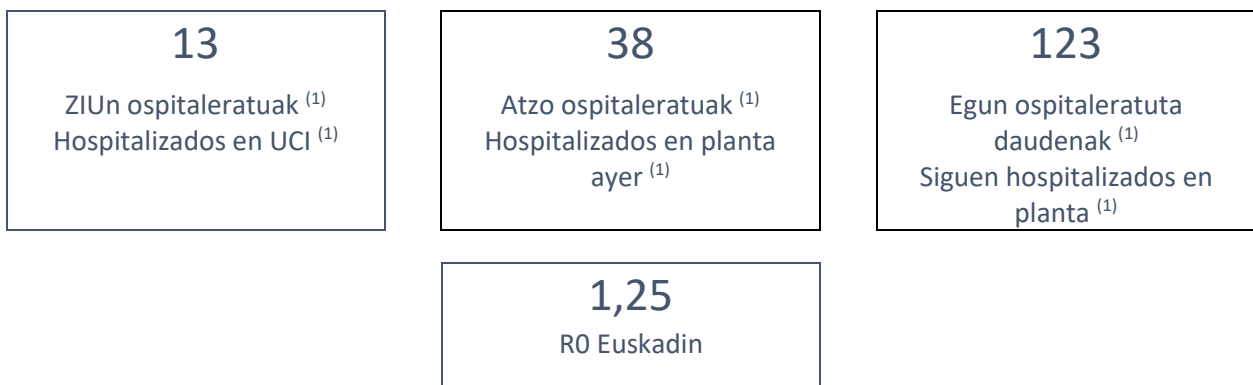 13
ZIUn ospitaleratuak (1)
Hospitalizados en UCI (1)
38
Atzo ospitaleratuak (1)
Hospitalizados en planta
ayer (1)
123
Egun ospitaleratuta
daudenak (1)
Siguen hospitalizados en
planta (1)
1,25
R0 Euskadin